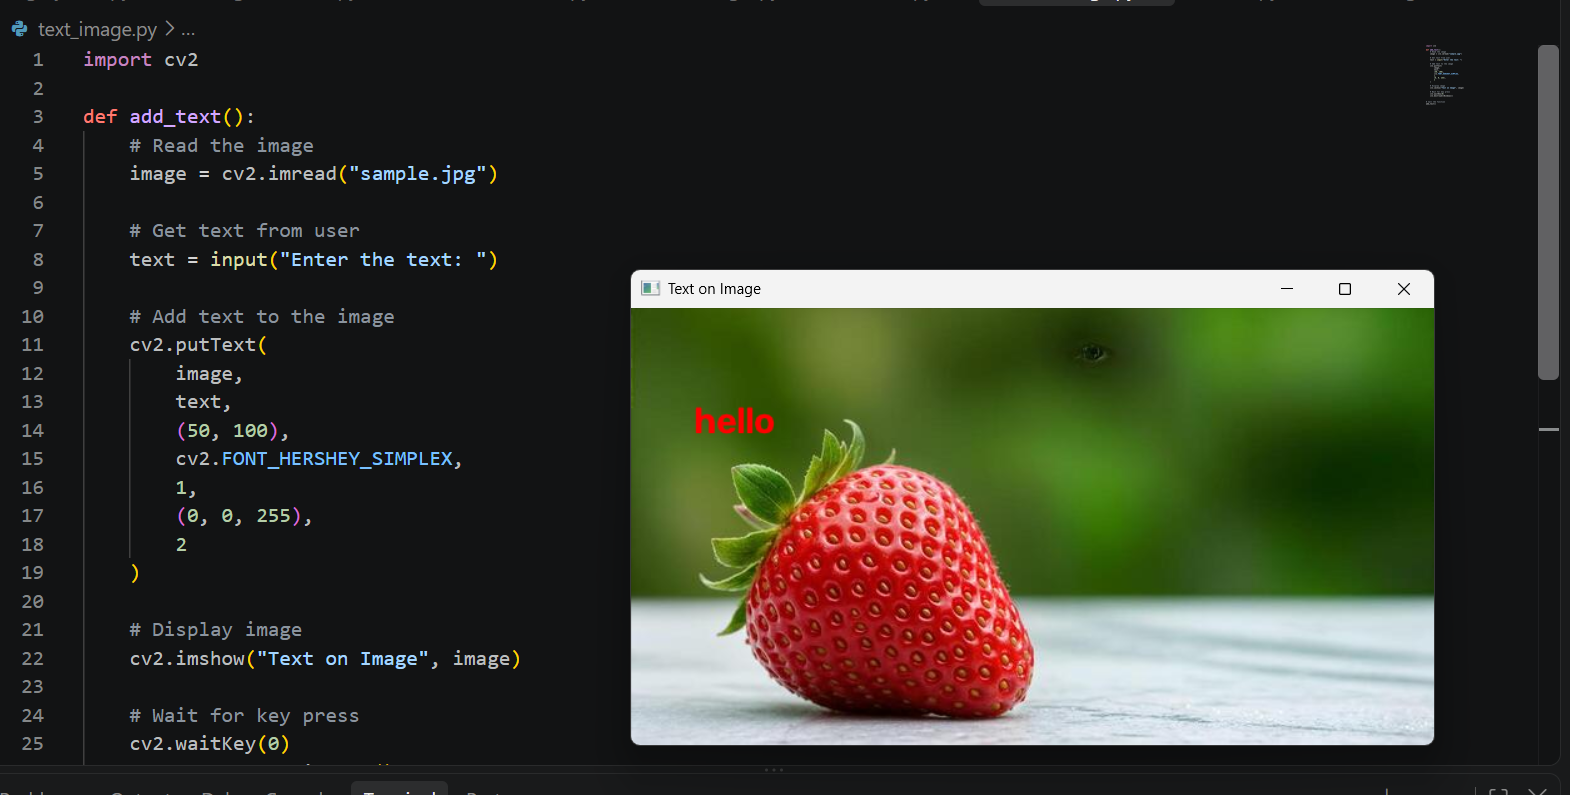 text_image.py > ...
1 import cv2
2
3 def add_text():
4 # Read the image
5 image = cv2.imread("sample.jpg")
6
7 # Get text from user
8 text = input("Enter the text: ")
9
10 # Add text to the image
11 cv2.putText(
12 image,
13 text,
14 (50, 100),
15 cv2.FONT_HERSHEY_SIMPLEX,
16 1,
17 (0, 0, 255),
18 2
19 )
20
21 # Display image
22 cv2.imshow("Text on Image", image)
23
24 # Wait for key press
25 cv2.waitKey(0)
Text on Image
hello